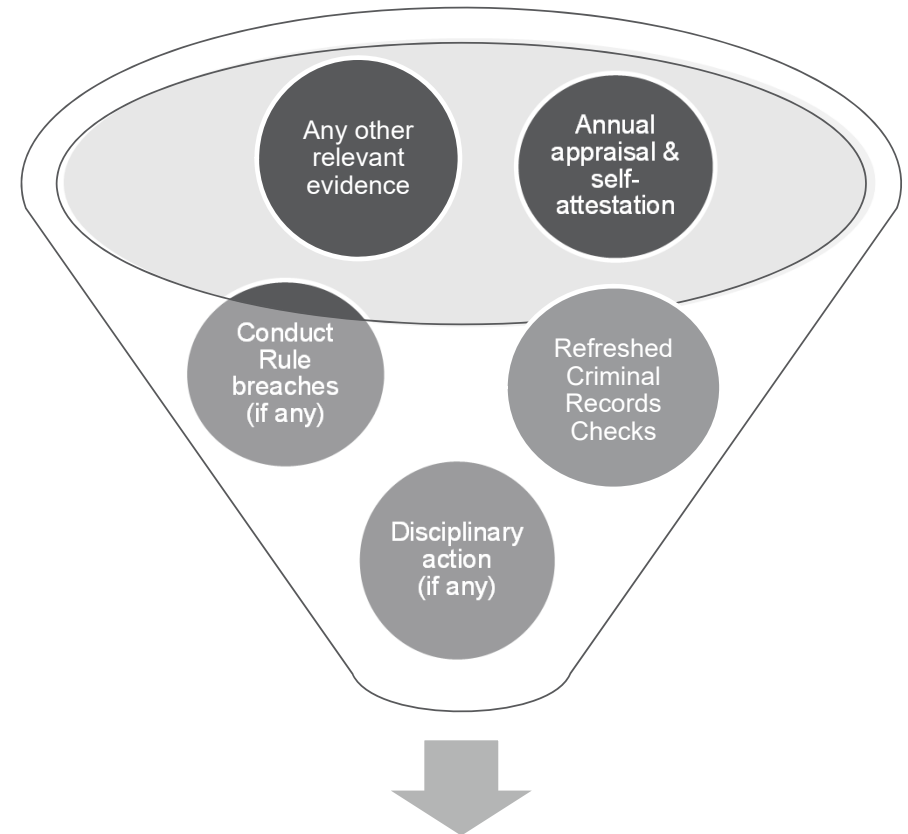 Any other
relevant
evidence
Annual
appraisal &
self-
attestation
Conduct
Rule
breaches
(if any)
Refreshed
Criminal
Records
Checks
Disciplinary
action
(if any)